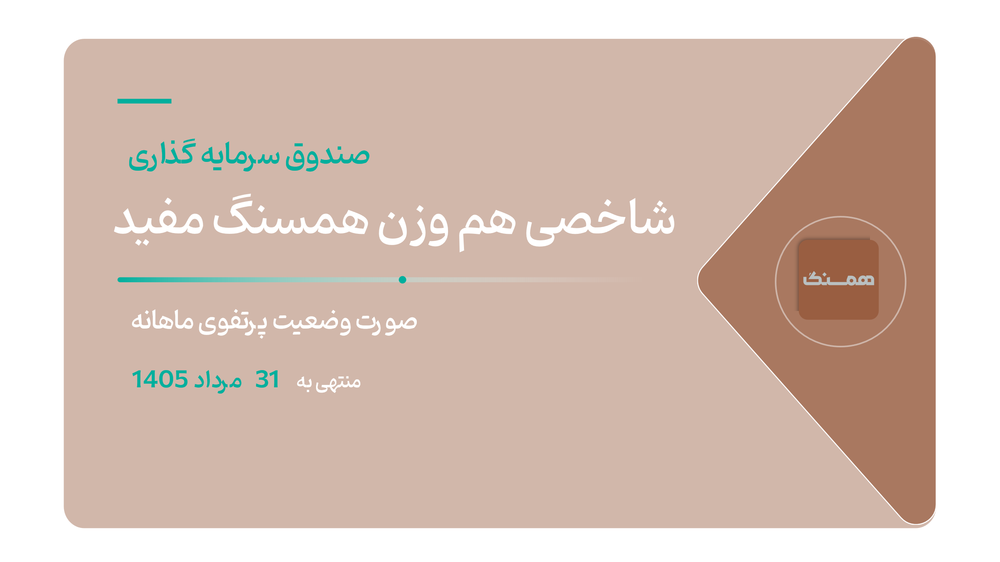 صندوق سرمایه گذاری
شاخصی هم وزن همسنگ مفید
صورت وضعیت پرتفوی ماهانه
منتهی به 31 مرداد 1405
همسنگ